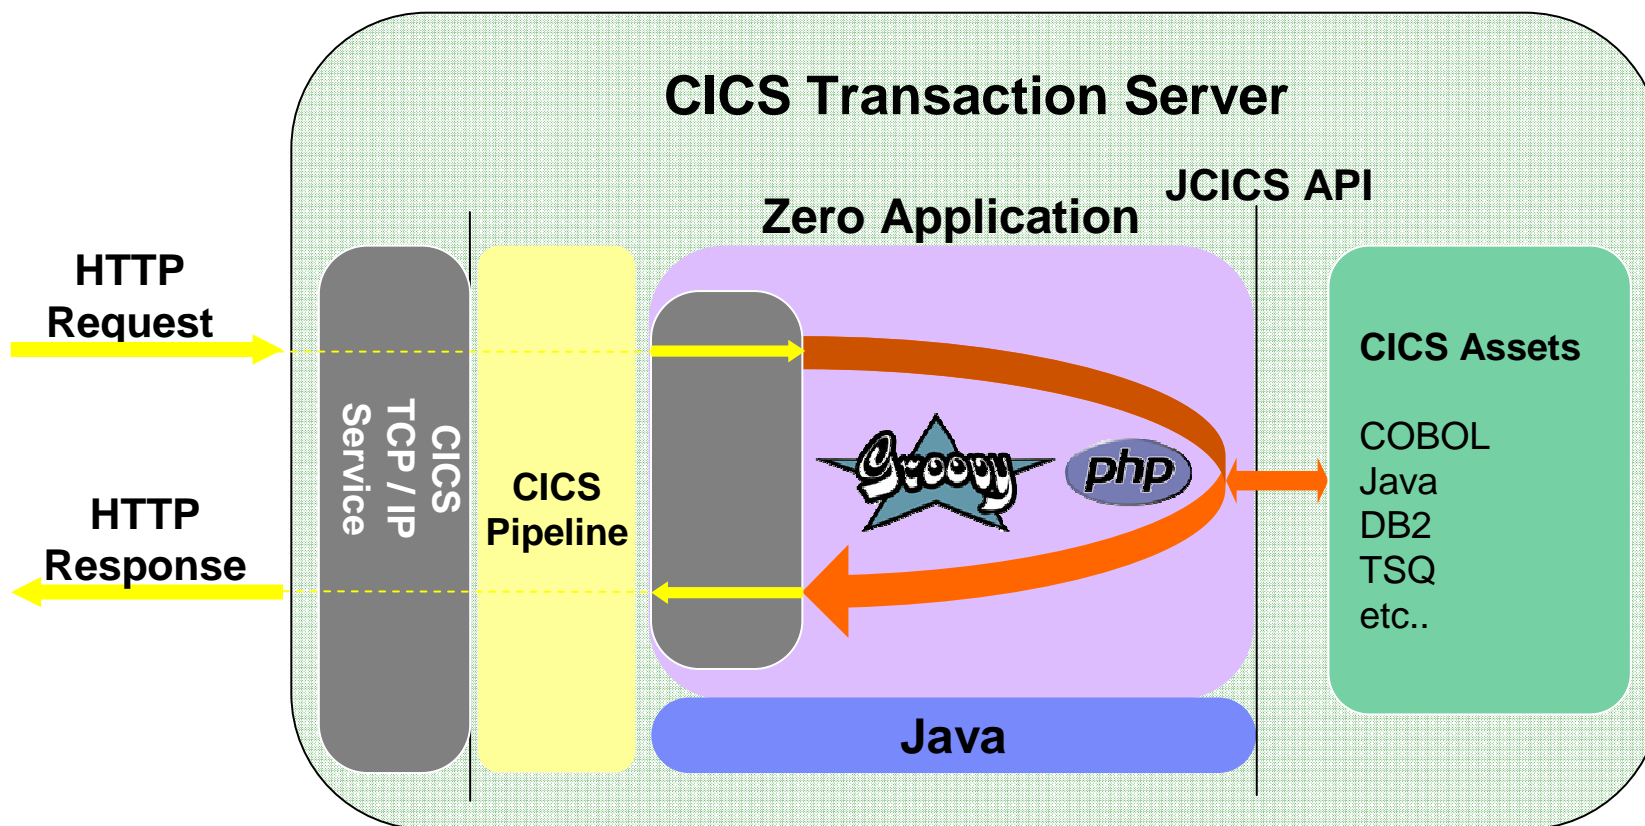 CICS Transaction Server
JCICS API
Zero Application
HTTP
Request
CICS
TCP / IP
Service
CICS
Pipeline
Groovy
php
CICS Assets
COBOL
Java
DB2
TSQ
etc..
HTTP
Response
Java